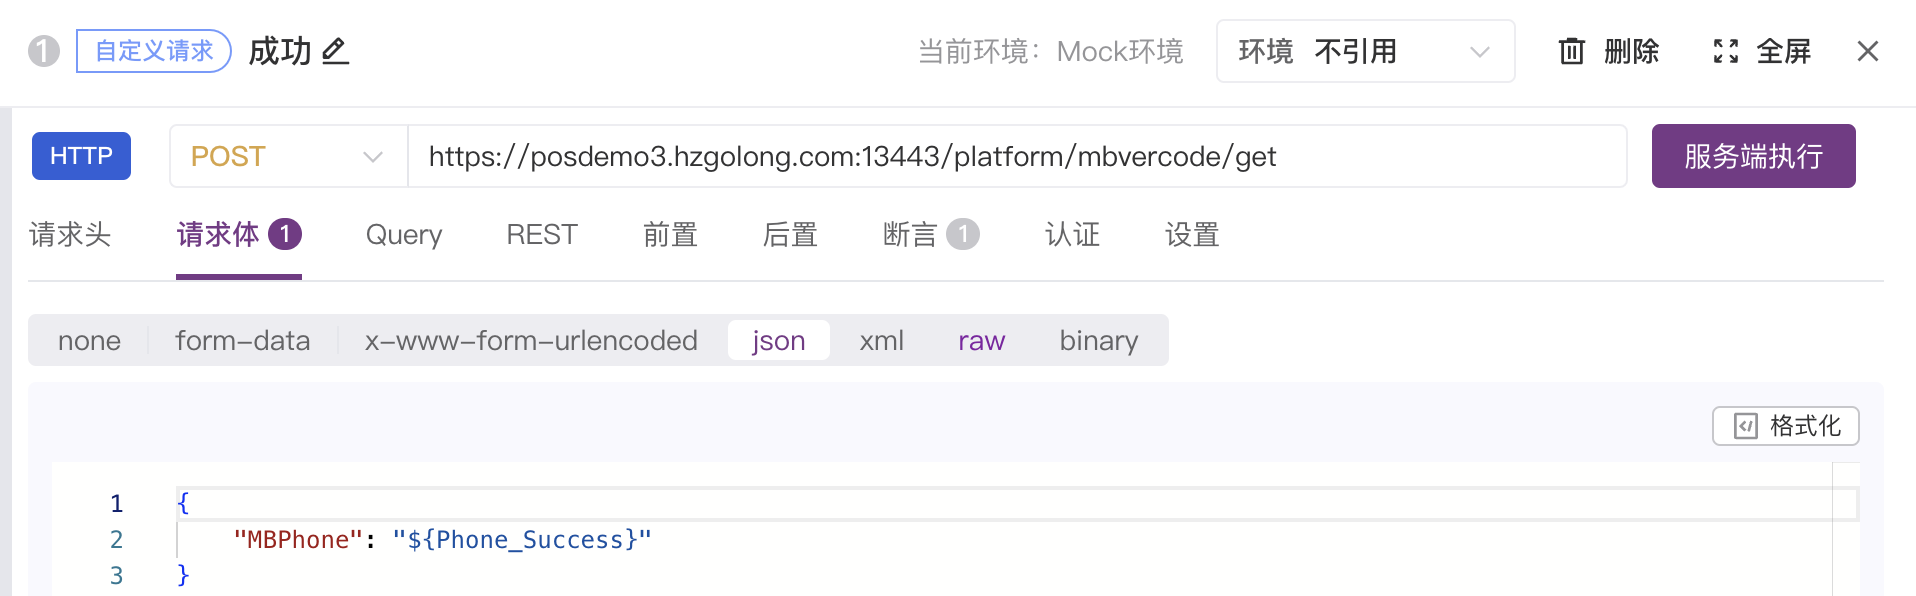 1 自定义请求 成功 当前环境：Mock环境 环境 不引用 删除 全屏
HTTP POST https://posdemo3.hzgolong.com:13443/platform/mbvercode/get 服务端执行
请求头 请求体 1 Query REST 前置 后置 断言 1 认证 设置
none form-data x-www-form-urlencoded json xml raw binary
格式化
1 {
2 "MBPhone": "${Phone_Success}"
3 }